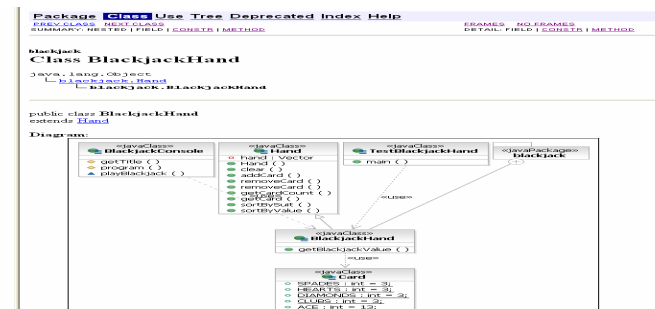 Package Class Use Tree Deprecated Index Help
PREV CLASS NEXT CLASS
FRAMES NO FRAMES
SUMMARY: NESTED | FIELD | CONSTR | METHOD
DETAIL: FIELD | CONSTR | METHOD
blackjack
Class BlackjackHand
java.lang.Object
blackjack.Hand
blackjack.BlackjackHand
public class BlackjackHand
extends Hand
Diagram:
«JavaClass»
BlackjackConsole
getTitle ( )
program ( )
playBlackjack ( )
«JavaClass»
Hand
hand : Vector
Hand ( )
clear ( )
addCard ( )
removeCard ( )
removeCard ( )
getCardCount ( )
getCard ( )
sortBySuit ( )
sortByValue ( )
«JavaClass»
TestBlackjackHand
main ( )
«JavaPackage»
blackjack
«use»
«JavaClass»
BlackjackHand
getBlackjackValue ( )
«use»
«JavaClass»
Card
SPADES : int = 3;
HEARTS : int = 3;
DIAMONDS : int = 3;
CLUBS : int = 3;
ACE : int = 13;